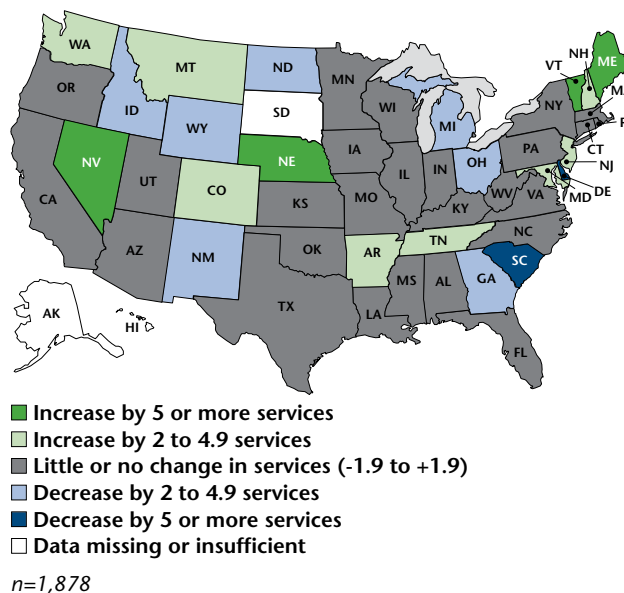 WA
MT
ND
MN
VT
NH
ME
OR
ID
SD
WI
NY
WY
MI
IA
NE
PA
NV
OH
NJ
CT
UT
CO
IL
IN
DE
CA
KS
MO
WV
VA
MD
KY
NC
TN
AZ
NM
OK
AR
SC
MS
AL
GA
TX
LA
AK
HI
FL
Increase by 5 or more services
Increase by 2 to 4.9 services
Little or no change in services (-1.9 to +1.9)
Decrease by 2 to 4.9 services
Decrease by 5 or more services
Data missing or insufficient
n=1,878